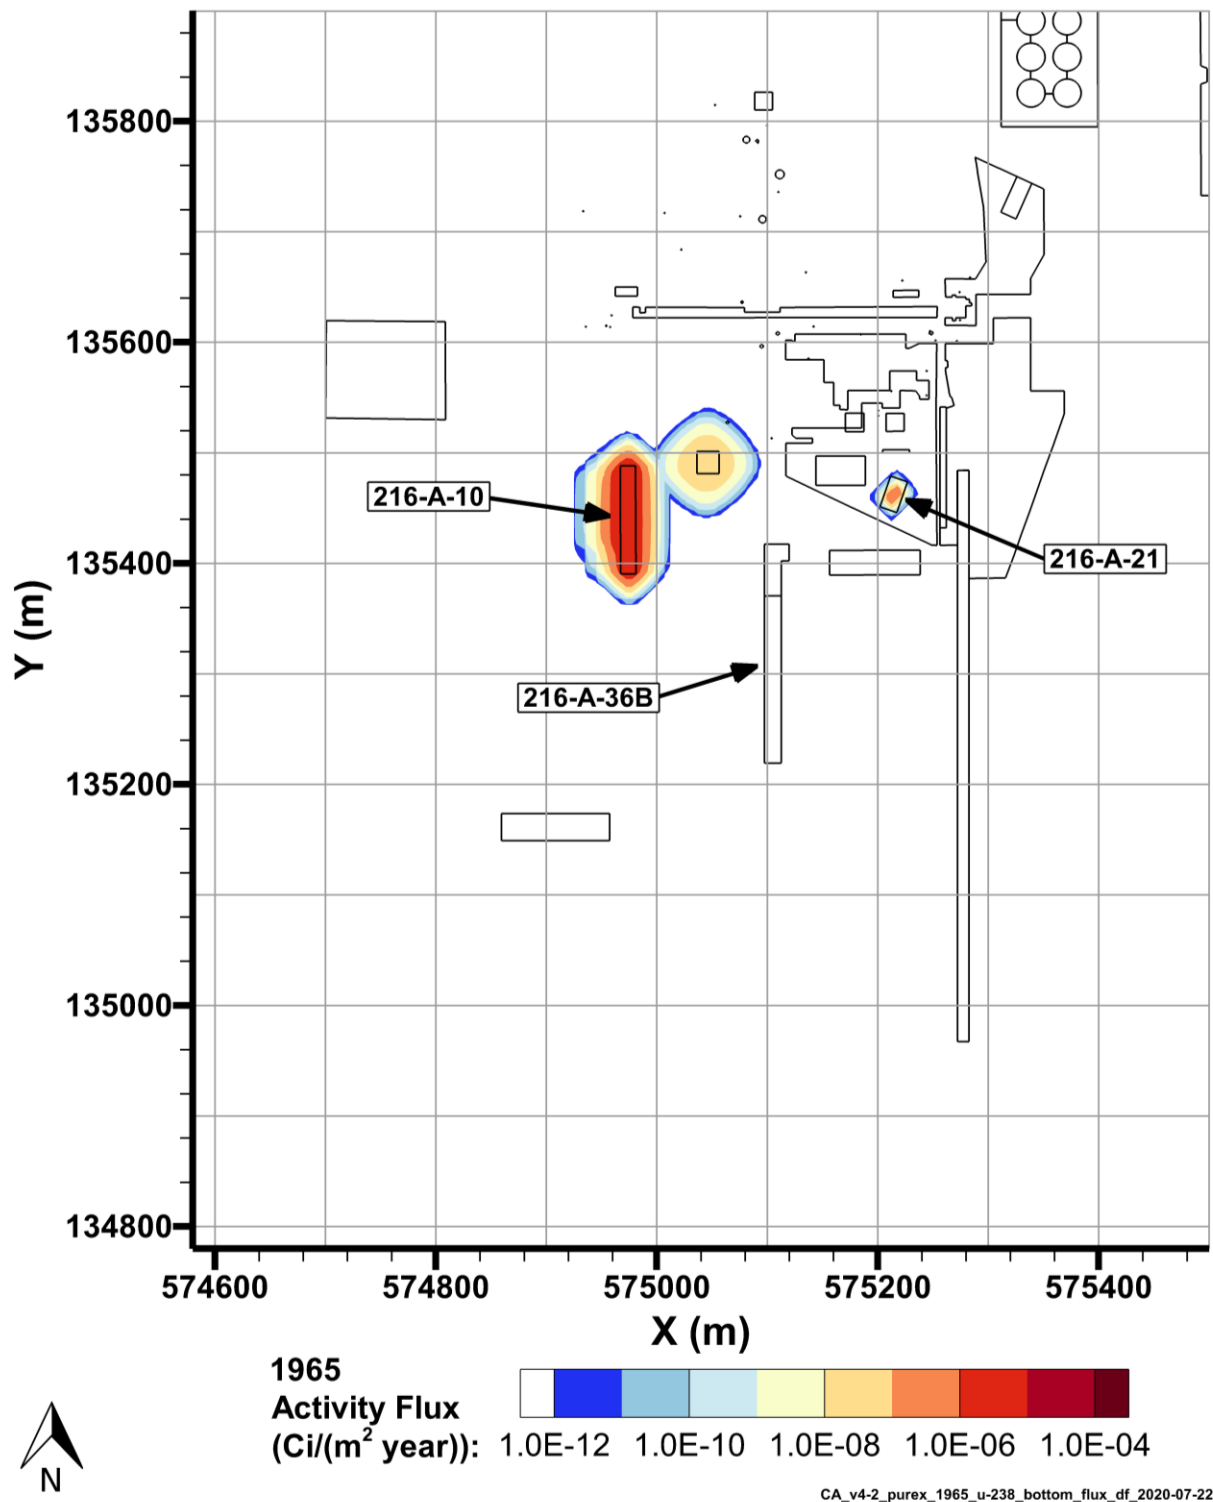 135800
135600
216-A-10
135400
216-A-21
Y (m)
216-A-36B
135200
135000
134800
574600 574800 575000 575200 575400
X (m)
1965
Activity Flux
(Ci/(m² year)): 1.0E-12 1.0E-10 1.0E-08 1.0E-06 1.0E-04
N
CA_v4-2_purex_1965_u-238_bottom_flux_df_2020-07-22